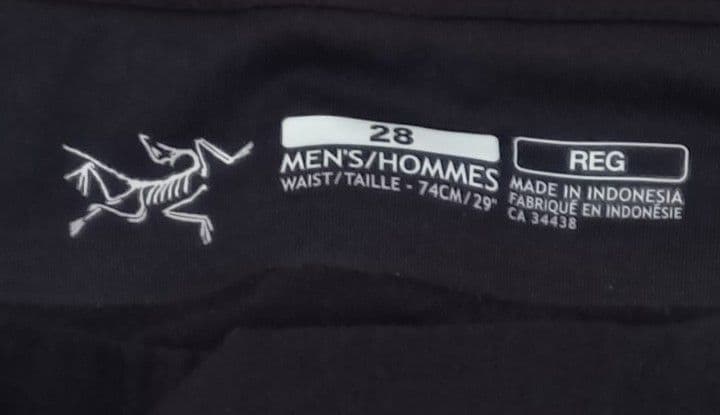 28
MEN'S/HOMMES
WAIST/TAILLE - 74CM/29"
REG
MADE IN INDONESIA
FABRIQUÉ EN INDONÉSIE
CA 34438